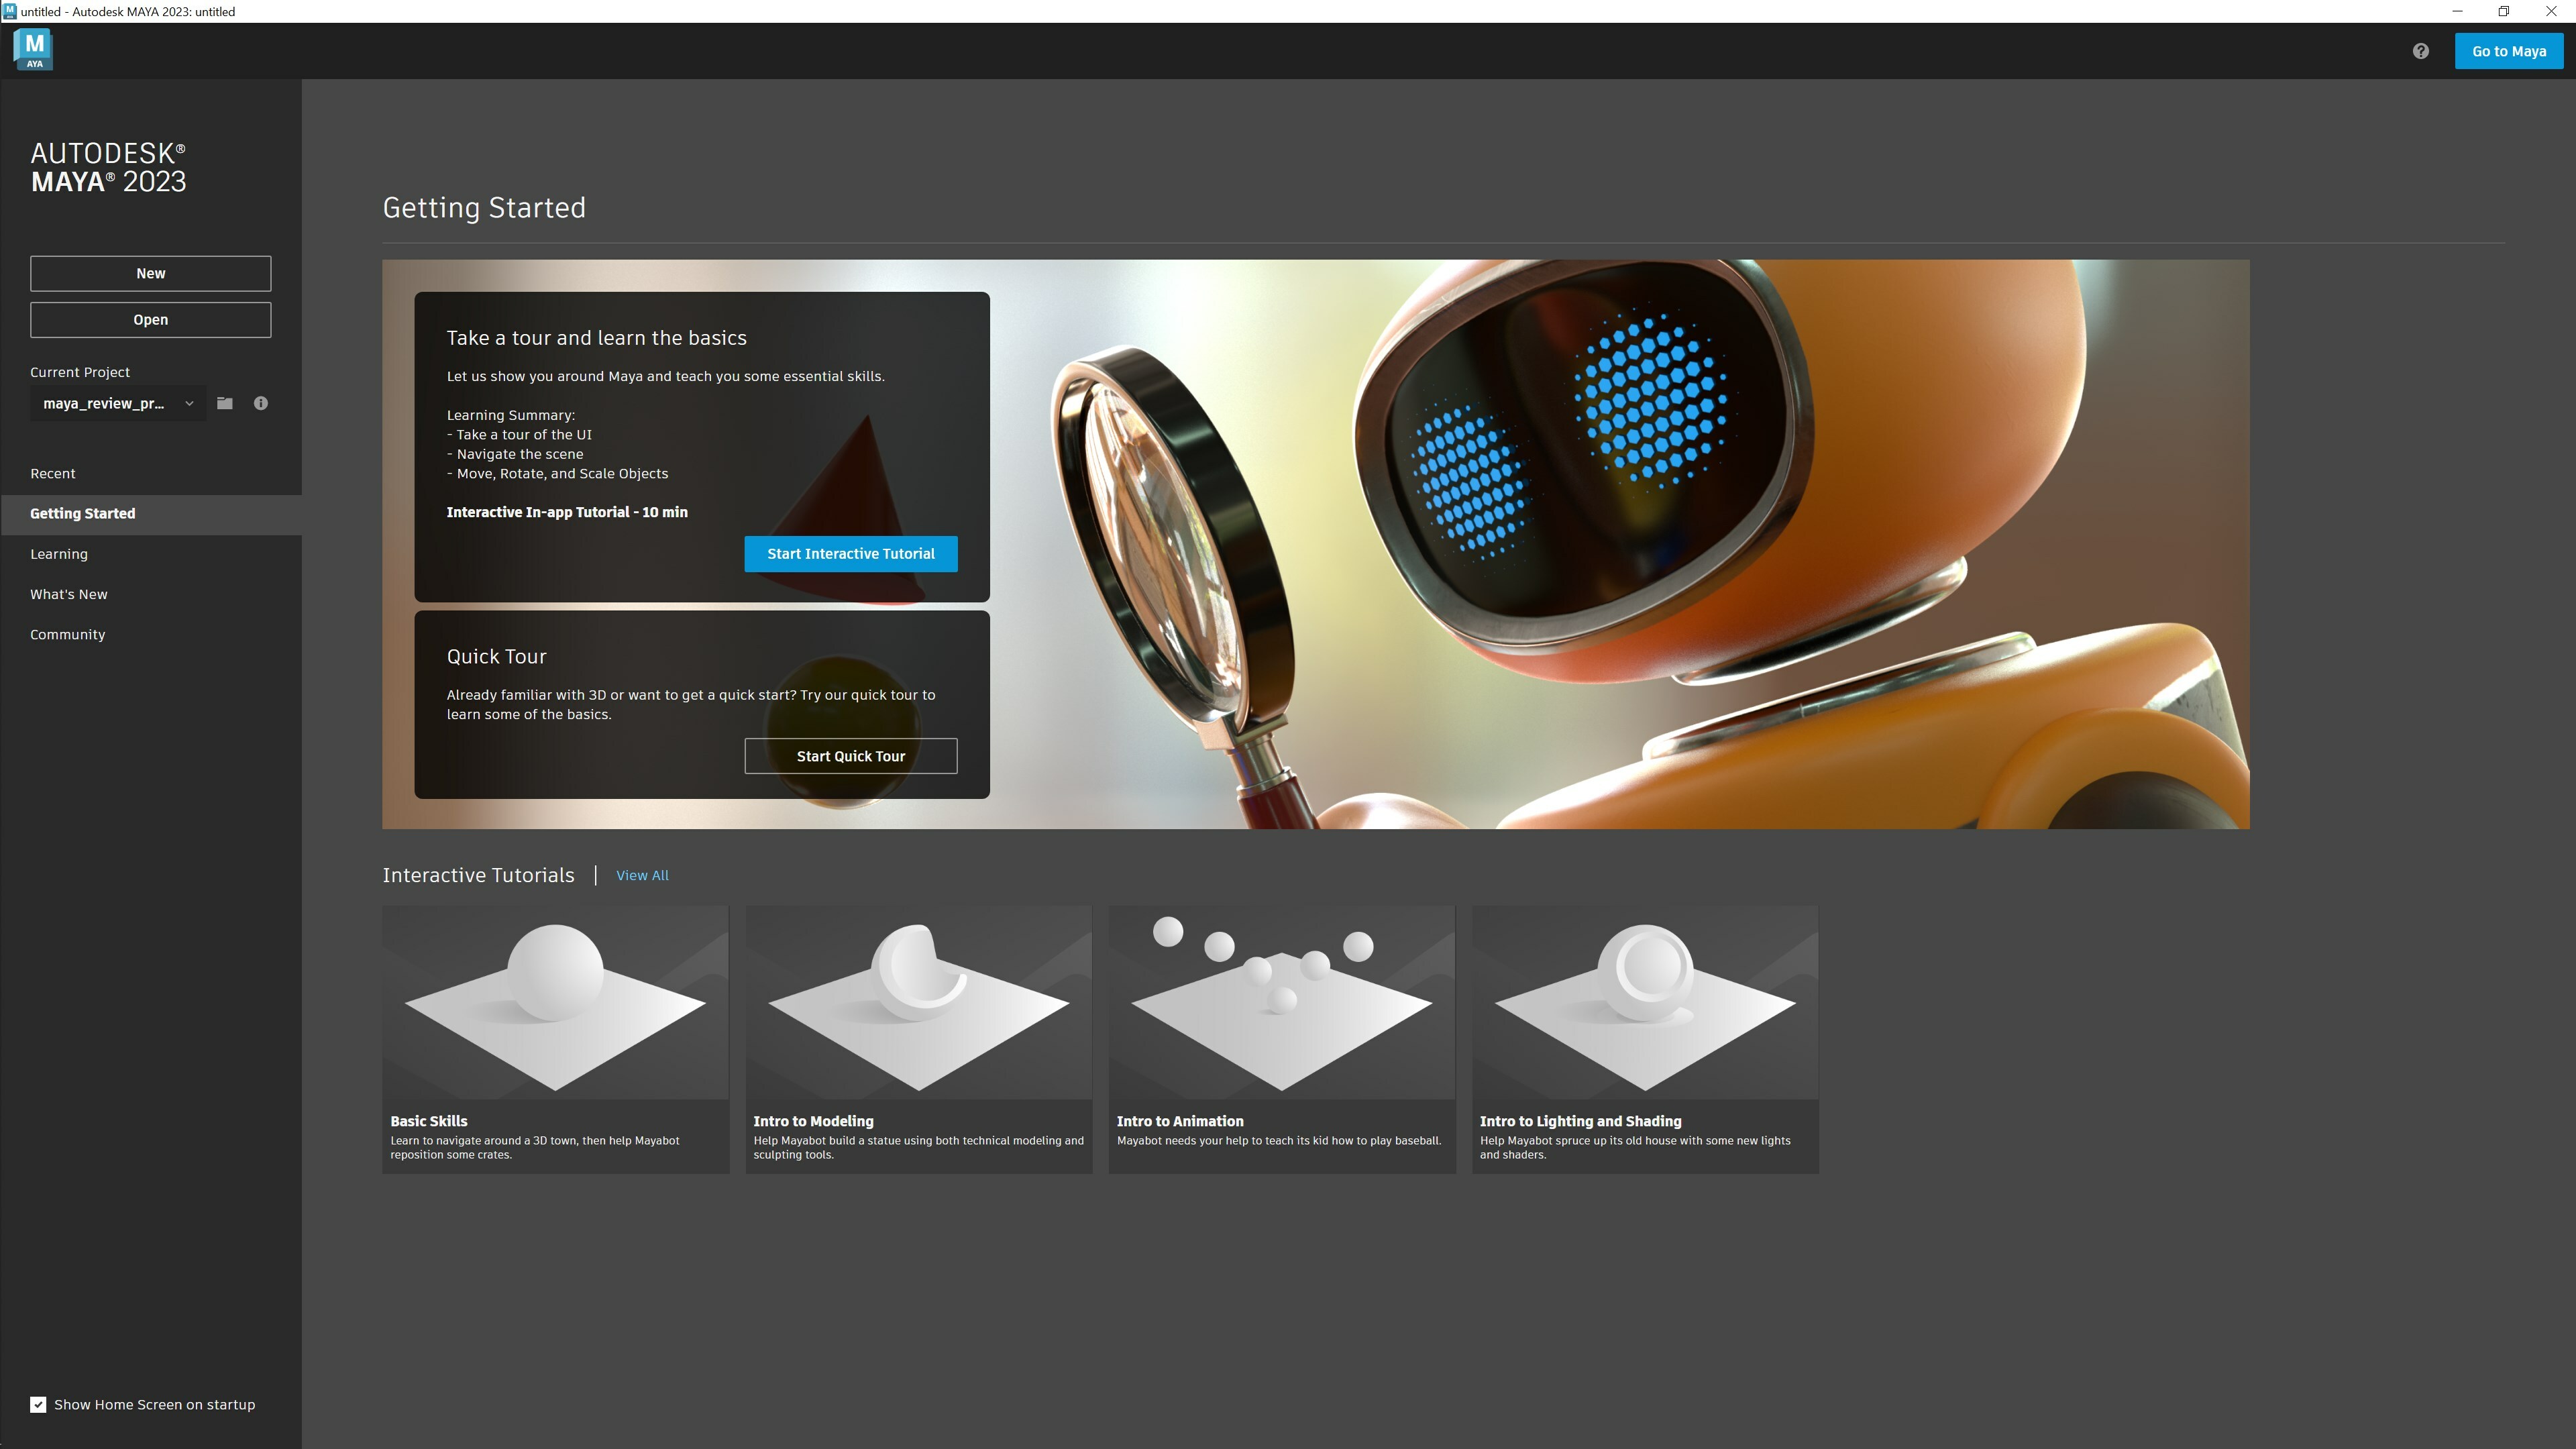 untitled - Autodesk MAYA 2023: untitled
M
AYA
Go to Maya
AUTODESK®
MAYA® 2023
New
Open
Current Project
maya_review_pr...
Recent
Getting Started
Learning
What's New
Community
Show Home Screen on startup
Getting Started
Take a tour and learn the basics
Let us show you around Maya and teach you some essential skills.
Learning Summary:
- Take a tour of the UI
- Navigate the scene
- Move, Rotate, and Scale Objects
Interactive In-app Tutorial - 10 min
Start Interactive Tutorial
Quick Tour
Already familiar with 3D or want to get a quick start? Try our quick tour to
learn some of the basics.
Start Quick Tour
Interactive Tutorials | View All
Basic Skills
Learn to navigate around a 3D town, then help Mayabot
reposition some crates.
Intro to Modeling
Help Mayabot build a statue using both technical modeling and
sculpting tools.
Intro to Animation
Mayabot needs your help to teach its kid how to play baseball.
Intro to Lighting and Shading
Help Mayabot spruce up its old house with some new lights
and shaders.